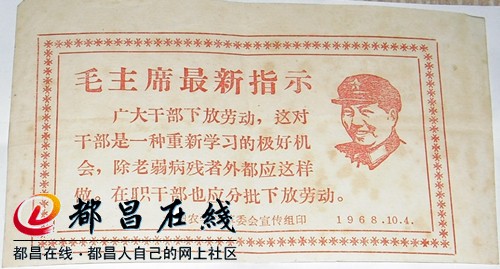 毛主席最新指示
广大干部下放劳动，这对
干部是一种重新学习的极好机
会，除老弱病残者外都应这样
做。在职干部也应分批下放劳动。
委会宣传组印 1968.10.4.
都昌在線
都昌在线·都昌人自己的网上社区